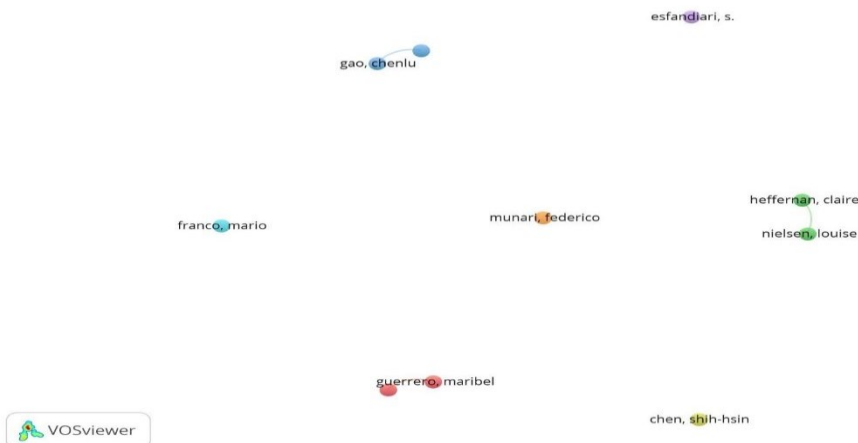 esfandiari, s.
gao, chenlu
heffernan, claire
franco, mario
munari, federico
nielsen, louise
guerrero, maribel
chen, shih-hsin
VOSviewer